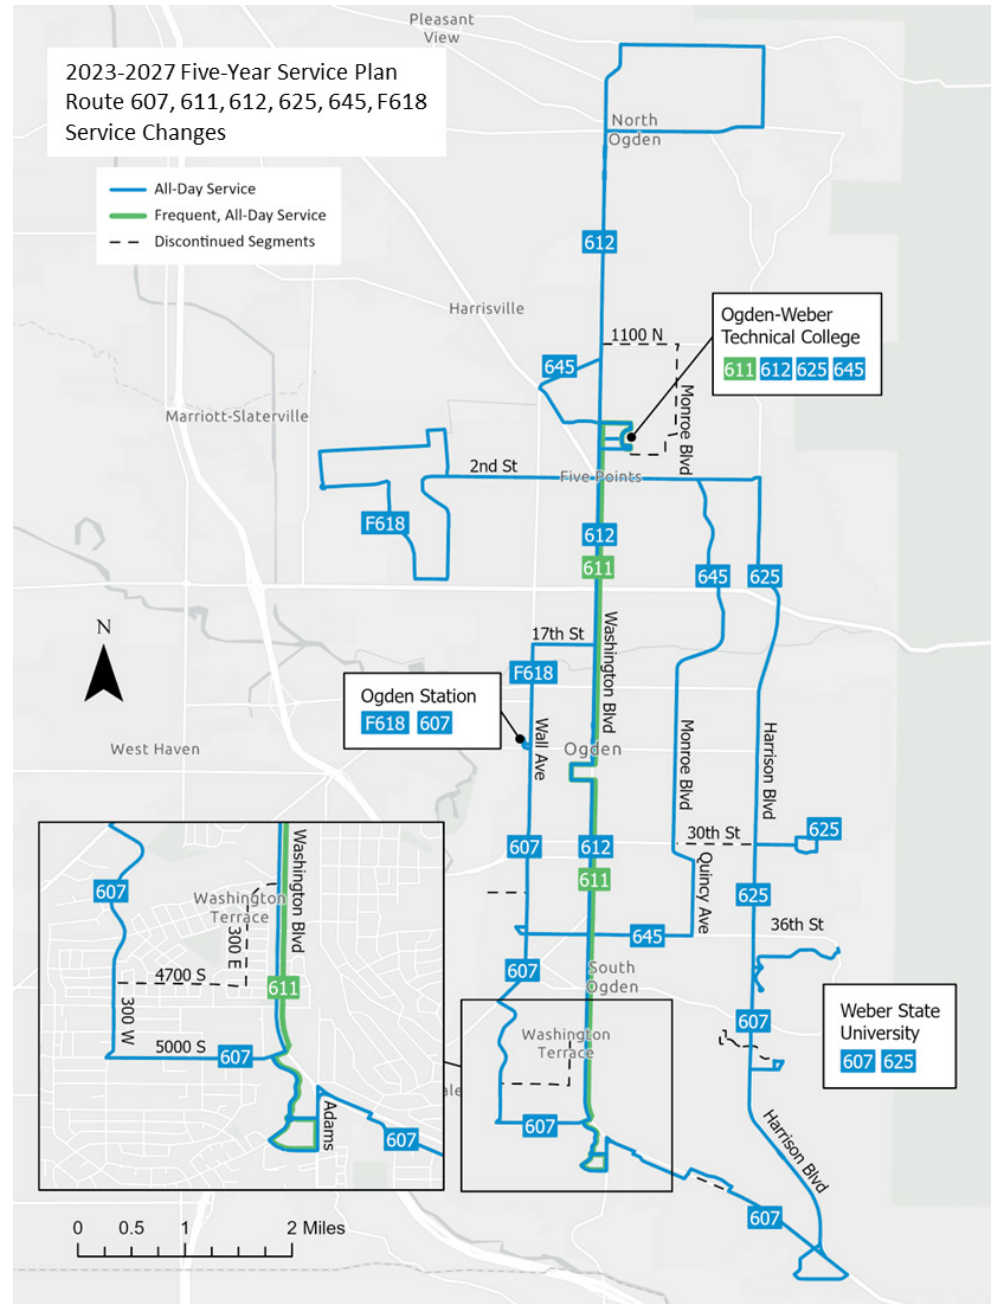 Pleasant
View
2023-2027 Five-Year Service Plan
Route 607, 611, 612, 625, 645, F618
Service Changes
All-Day Service
Frequent, All-Day Service
Discontinued Segments
North
Ogden
612
Harrisville
Ogden-Weber
Technical College
611 612 625 645
1100 N
645
Monroe Blvd
Marriott-Slaterville
2nd St
Five Points
F618
612
611
645
625
N
17th St
Washington Blvd
F618
Ogden Station
F618 607
Wall Ave
West Haven
Ogden
Monroe Blvd
Harrison Blvd
30th St
625
607
612
611
Quincy Ave
625
36th St
645
607
South
Ogden
Weber State
University
607 625
607
Washington
Terrace
ale
607
Harrison Blvd
607
Washington Blvd
607
Washington
Terrace
300 E
4700 S
611
300 W
5000 S
607
Adams
607
0 0.5 1 2 Miles